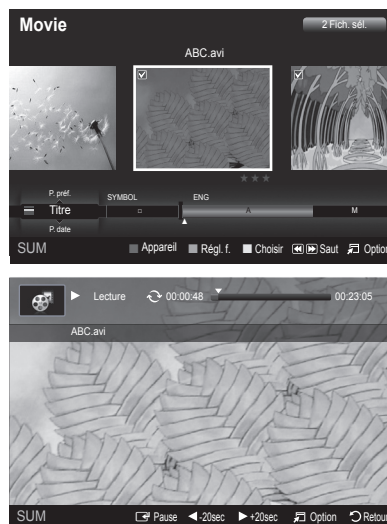 Movie
2 Fich. sél.
ABC.avi
P. préf.
SYMBOL
ENG
Titre
A
M
P. date
SUM
Appareil
Régl. f.
Choisir
Saut
Option
Lecture
00:00:48
00:23:05
ABC.avi
SUM
Pause
-20sec
+20sec
Option
Retour